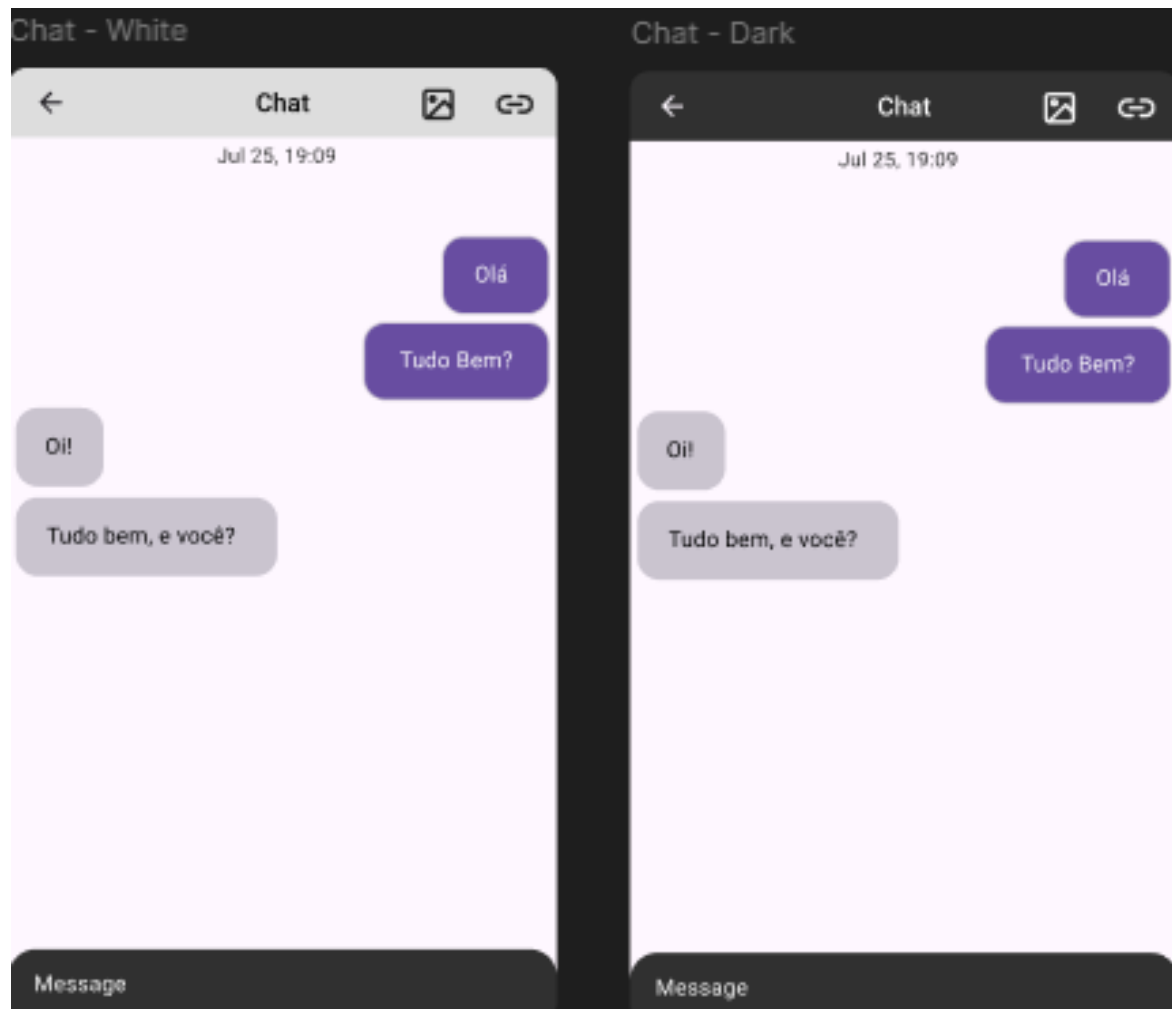 Chat - White
Chat
Jul 25, 19:09
Olá
Tudo Bem?
Oi!
Tudo bem, e você?
Message
Chat - Dark
Chat
Jul 25, 19:09
Olá
Tudo Bem?
Oi!
Tudo bem, e você?
Message